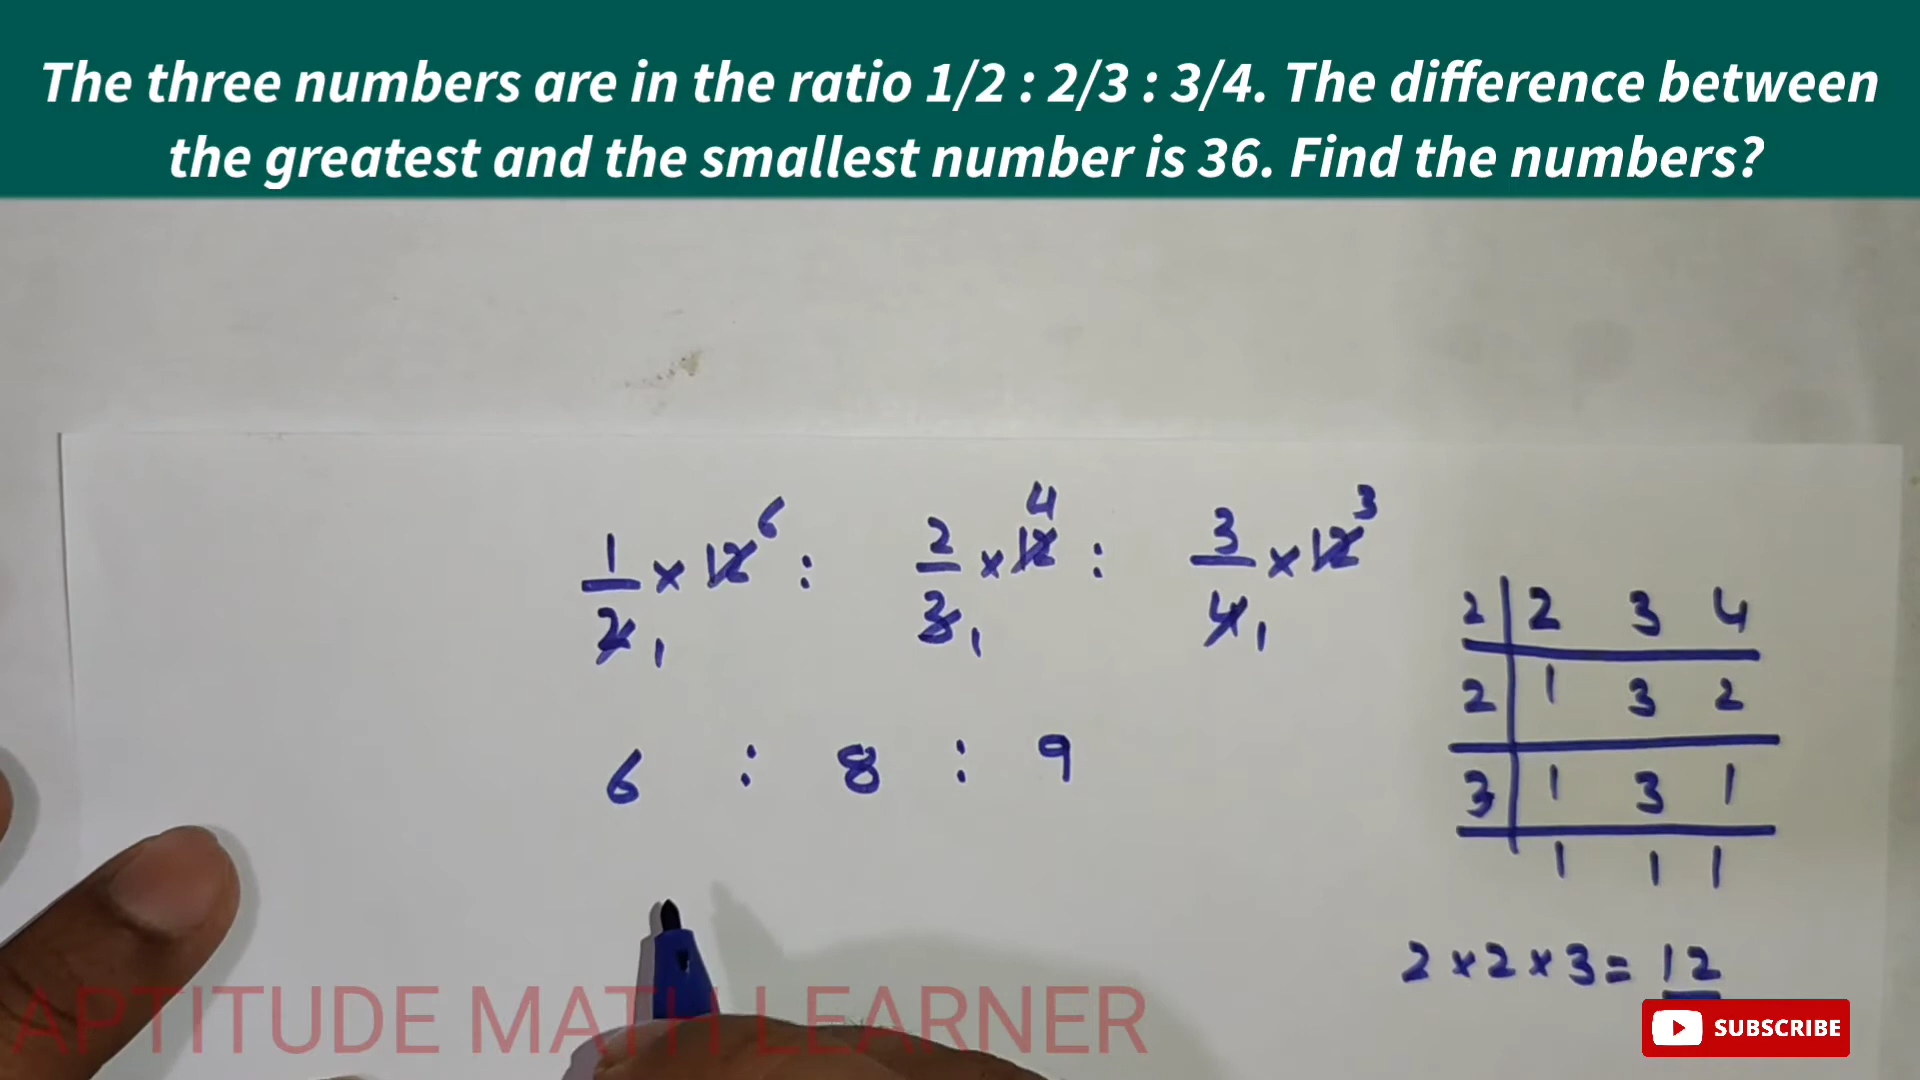 The three numbers are in the ratio 1/2 : 2/3 : 3/4. The difference between
the greatest and the smallest number is 36. Find the numbers?
1/2 1 × 12 6 : 2/3 1 × 12 4 : 3/4 1 × 12 3
6 : 8 : 9
2 | 2 3 4
2 | 1 3 2
3 | 1 3 1
1 1 1
2 × 2 × 3 = 12
APTITUDE MATH LEARNER
SUBSCRIBE